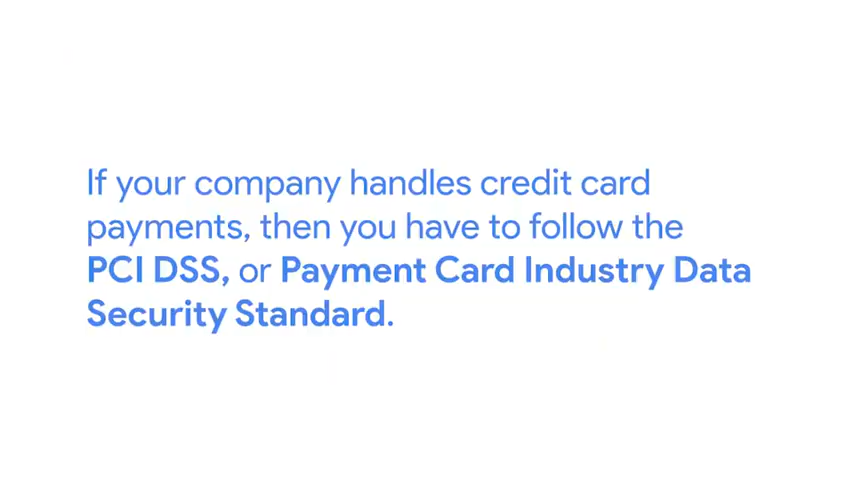 If your company handles credit card
payments, then you have to follow the
PCI DSS, or Payment Card Industry Data
Security Standard.